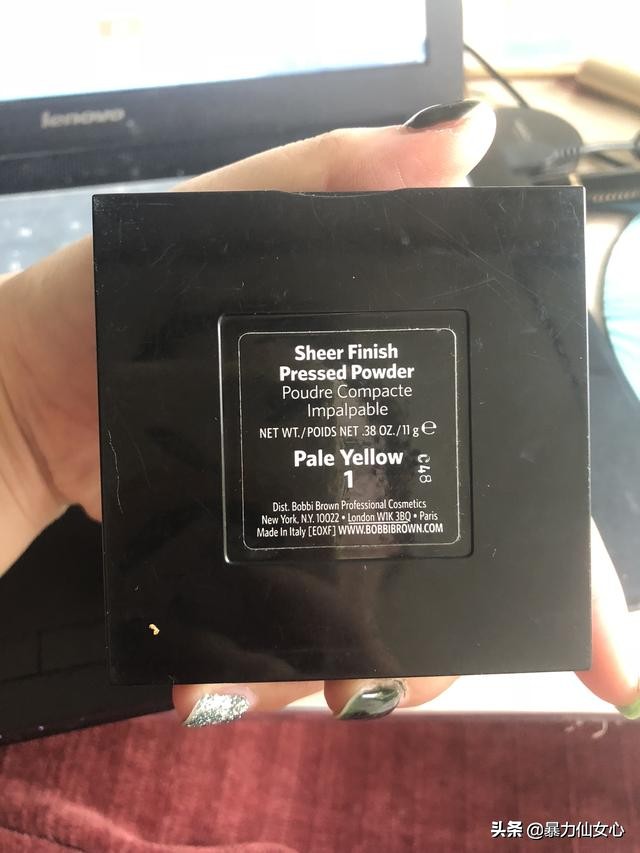 lenovo
Sheer Finish
Pressed Powder
Poudre Compacte
Impalpable
NET WT./POIDS NET .38 OZ./11 g ℮
Pale Yellow
1
C48
Dist. Bobbi Brown Professional Cosmetics
New York, N.Y. 10022 • London W1K 3BQ • Paris
Made In Italy [E0XF] WWW.BOBBIBROWN.COM
头条 @暴力仙女心